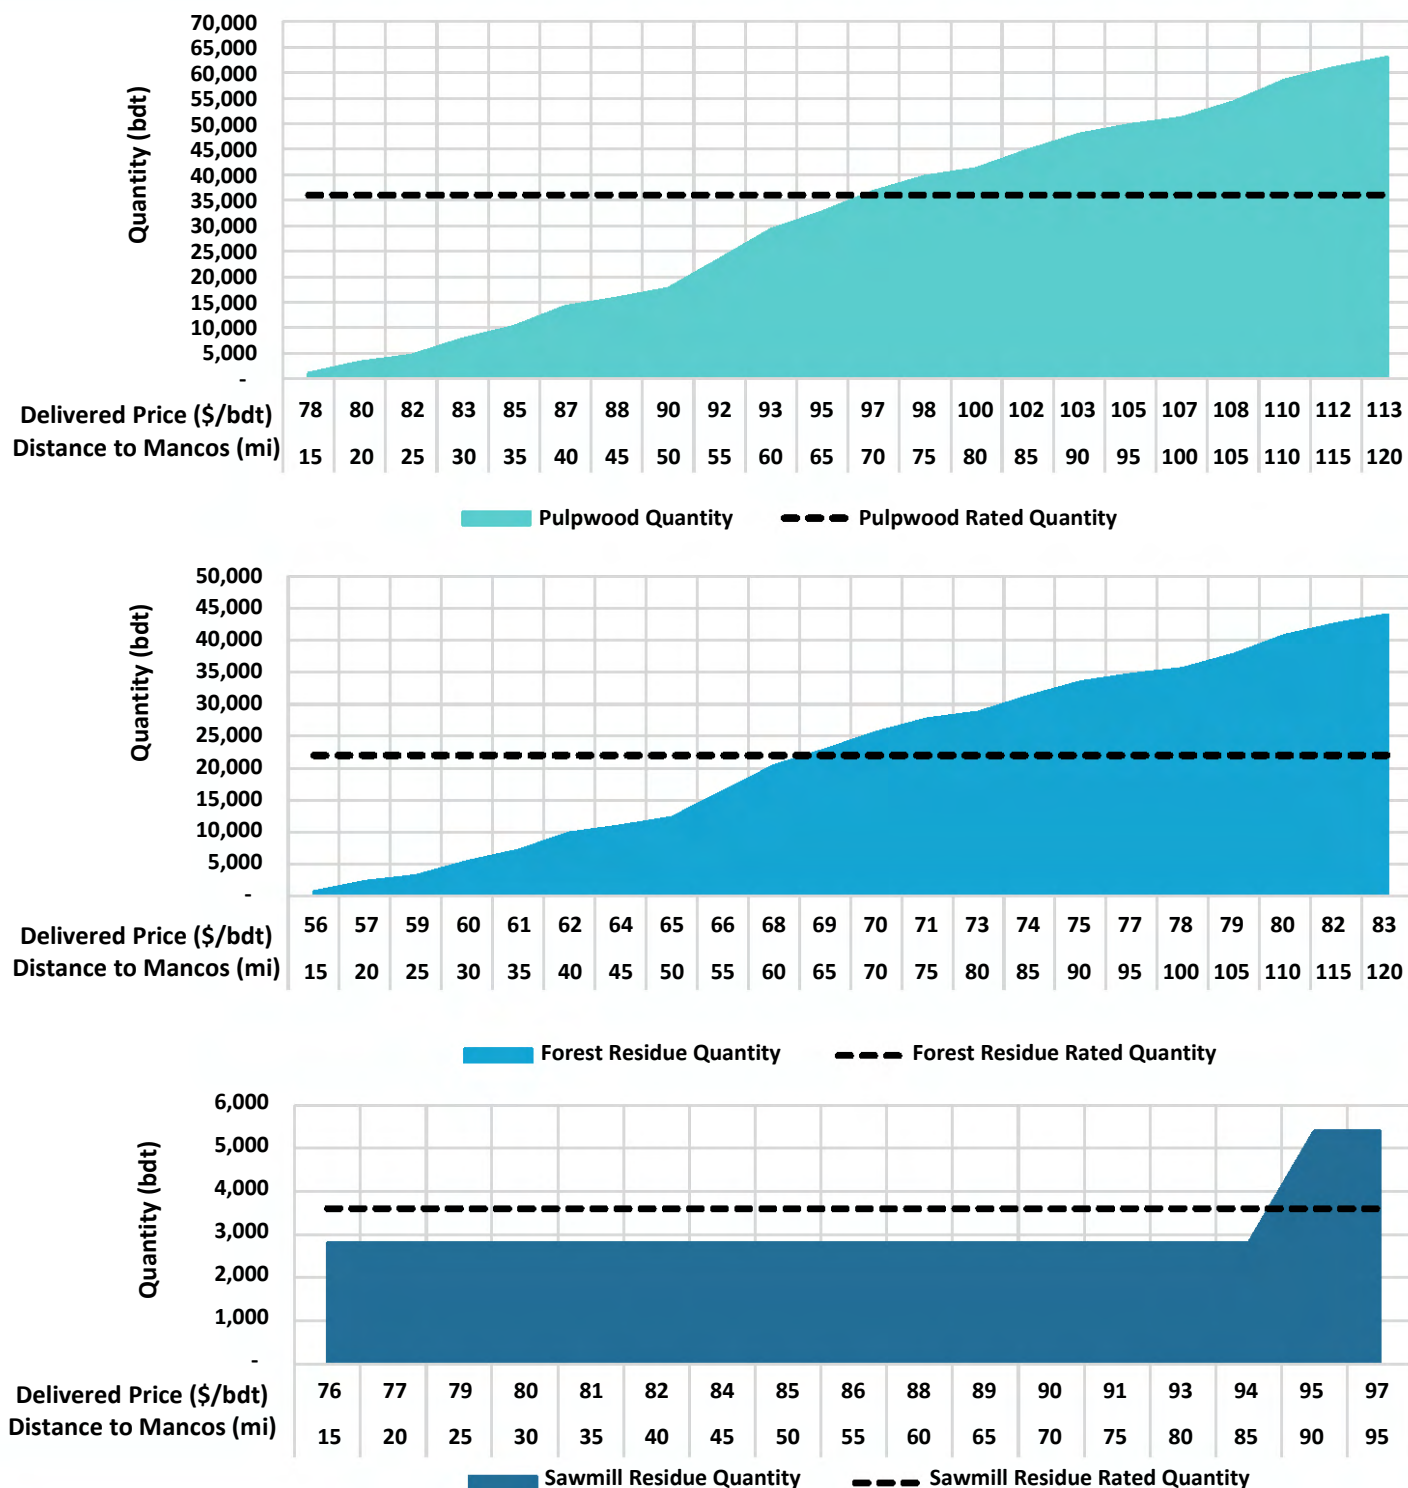 70,000
65,000
60,000
55,000
50,000
45,000
40,000
35,000
30,000
25,000
20,000
15,000
10,000
5,000
-
Quantity (bdt)
Delivered Price ($/bdt) 78 80 82 83 85 87 88 90 92 93 95 97 98 100 102 103 105 107 108 110 112 113
Distance to Mancos (mi) 15 20 25 30 35 40 45 50 55 60 65 70 75 80 85 90 95 100 105 110 115 120
Pulpwood Quantity Pulpwood Rated Quantity
50,000
45,000
40,000
35,000
30,000
25,000
20,000
15,000
10,000
5,000
-
Quantity (bdt)
Delivered Price ($/bdt) 56 57 59 60 61 62 64 65 66 68 69 70 71 73 74 75 77 78 79 80 82 83
Distance to Mancos (mi) 15 20 25 30 35 40 45 50 55 60 65 70 75 80 85 90 95 100 105 110 115 120
Forest Residue Quantity Forest Residue Rated Quantity
6,000
5,000
4,000
3,000
2,000
1,000
-
Quantity (bdt)
Delivered Price ($/bdt) 76 77 79 80 81 82 84 85 86 88 89 90 91 93 94 95 97
Distance to Mancos (mi) 15 20 25 30 35 40 45 50 55 60 65 70 75 80 85 90 95
Sawmill Residue Quantity Sawmill Residue Rated Quantity